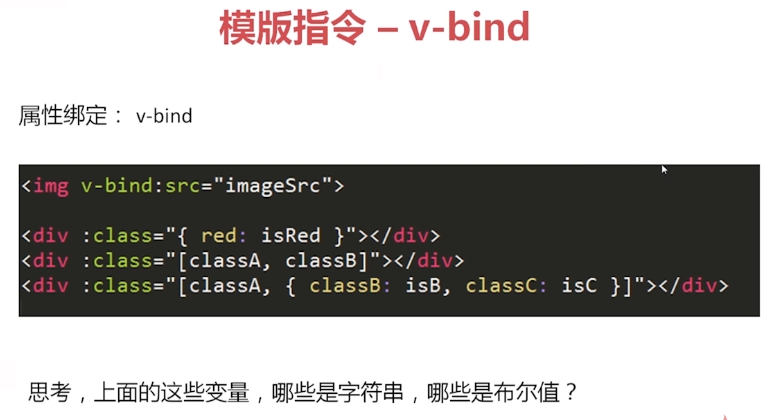 模版指令 – v-bind
属性绑定： v-bind
<img v-bind:src="imageSrc">
<div :class="{ red: isRed }"></div>
<div :class="[classA, classB]"></div>
<div :class="[classA, { classB: isB, classC: isC }]"></div>
思考，上面的这些变量，哪些是字符串，哪些是布尔值？